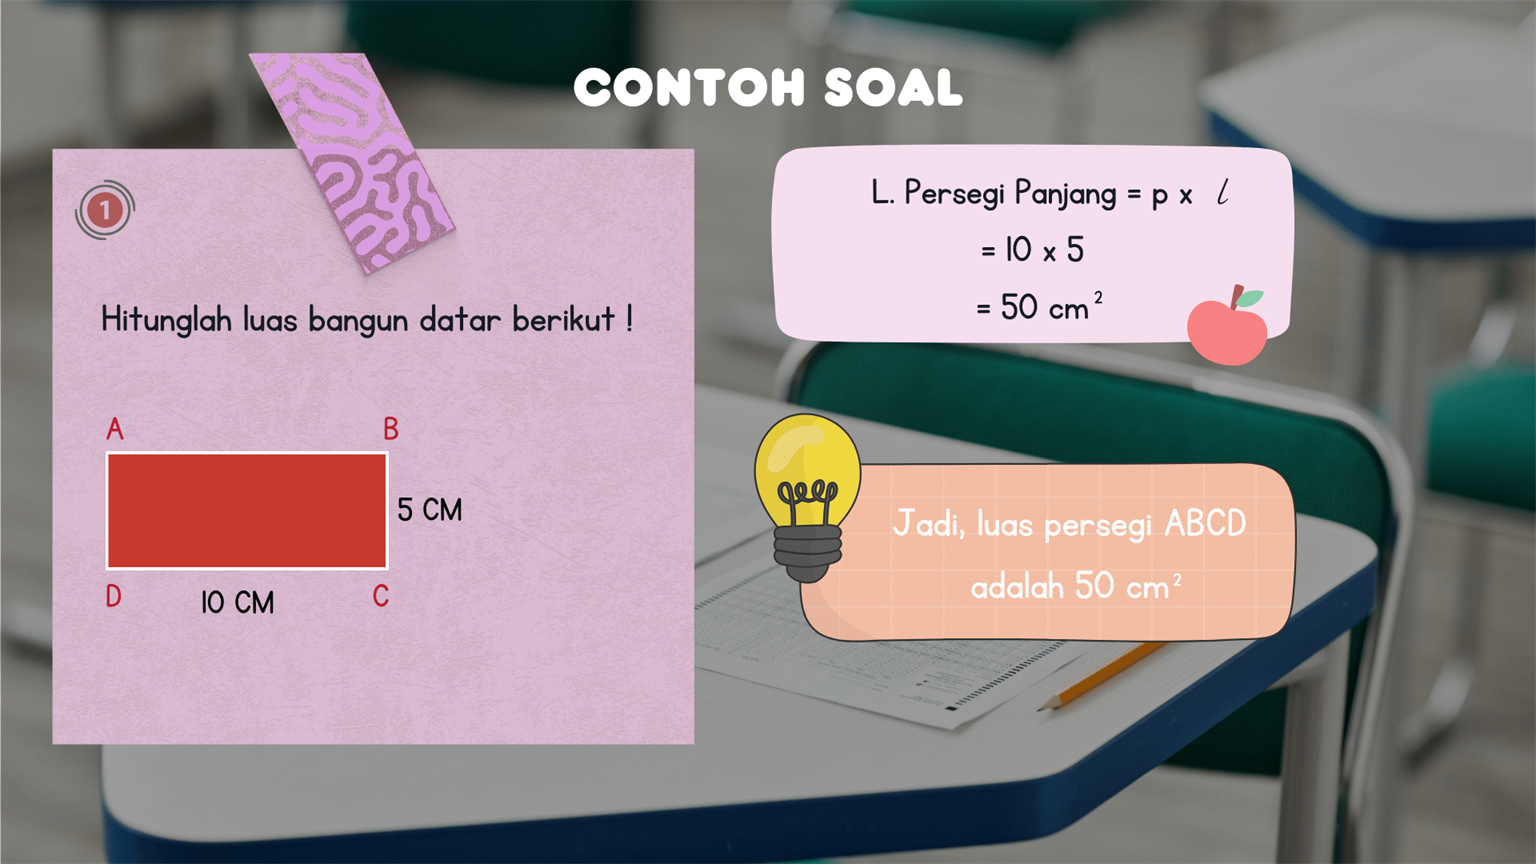 CONTOH SOAL
1
Hitunglah luas bangun datar berikut !
A
B
5 CM
D
10 CM
C
L. Persegi Panjang = p x l
= 10 x 5
= 50 cm²
Jadi, luas persegi ABCD
adalah 50 cm²